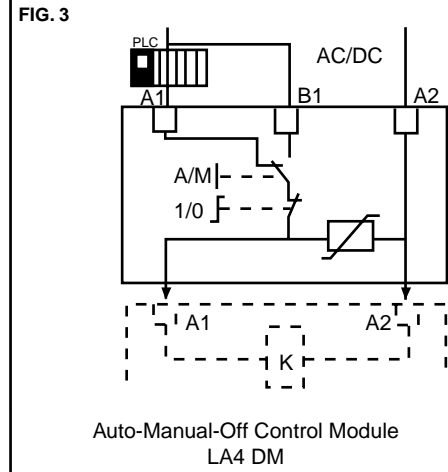 FIG. 3
PLC
AC/DC
A1
B1
A2
A/M
1/0
A1
A2
K
Auto-Manual-Off Control Module
LA4 DM